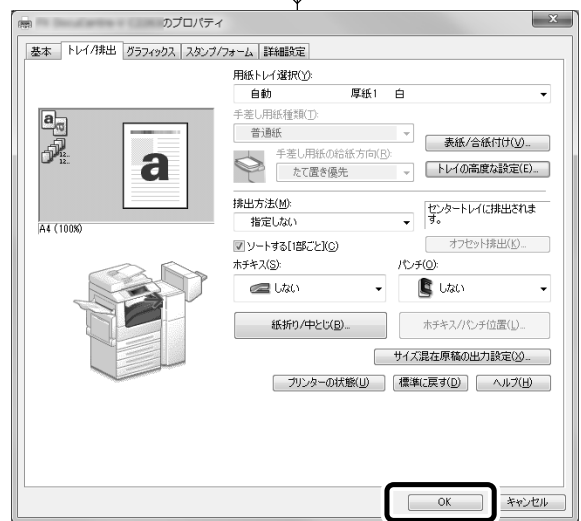 のプロパティ
基本 トレイ/排出 グラフィックス スタンプ/フォーム 詳細設定
用紙トレイ選択(Y):
自動 厚紙1 白
手差し用紙種類(T):
普通紙
表紙/合紙付け(V)...
手差し用紙の給紙方向(R):
たて置き優先
トレイの高度な設定(E)...
A4 (100%)
排出方法(M):
指定しない
センタートレイに排出されま
す。
ソートする[1部ごと](C)
オフセット排出(K)...
ホチキス(S):
パンチ(O):
しない
しない
紙折り/中とじ(B)...
ホチキス/パンチ位置(L)...
サイズ混在原稿の出力設定(X)...
プリンターの状態(U) 標準に戻す(D) ヘルプ(H)
OK キャンセル